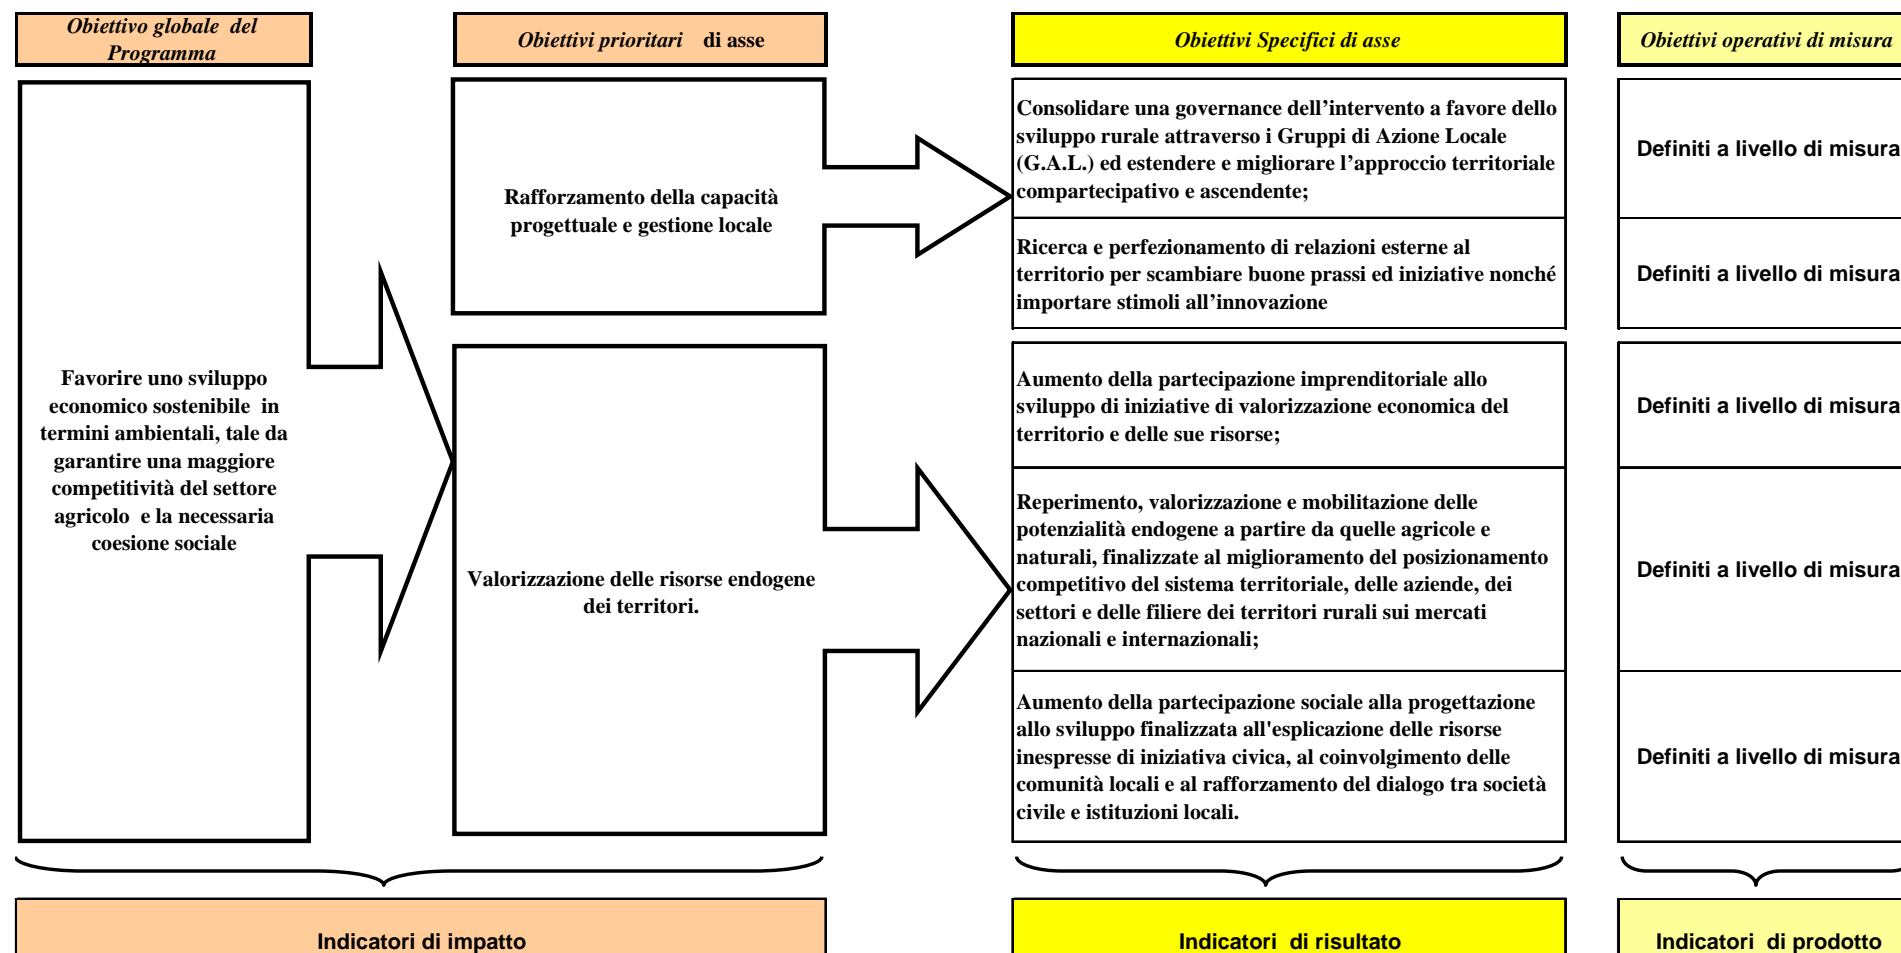 Obiettivo globale del
Programma
Obiettivi prioritari di asse
Obiettivi Specifici di asse
Obiettivi operativi di misura
Favorire uno sviluppo
economico sostenibile in
termini ambientali, tale da
garantire una maggiore
competitività del settore
agricolo e la necessaria
coesione sociale
Rafforzamento della capacità
progettuale e gestione locale
Valorizzazione delle risorse endogene
dei territori.
Consolidare una governance dell’intervento a favore dello
sviluppo rurale attraverso i Gruppi di Azione Locale
(G.A.L.) ed estendere e migliorare l’approccio territoriale
compartecipativo e ascendente;
Definiti a livello di misura
Ricerca e perfezionamento di relazioni esterne al
territorio per scambiare buone prassi ed iniziative nonché
importare stimoli all’innovazione
Definiti a livello di misura
Aumento della partecipazione imprenditoriale allo
sviluppo di iniziative di valorizzazione economica del
territorio e delle sue risorse;
Definiti a livello di misura
Reperimento, valorizzazione e mobilitazione delle
potenzialità endogene a partire da quelle agricole e
naturali, finalizzate al miglioramento del posizionamento
competitivo del sistema territoriale, delle aziende, dei
settori e delle filiere dei territori rurali sui mercati
nazionali e internazionali;
Definiti a livello di misura
Aumento della partecipazione sociale alla progettazione
allo sviluppo finalizzata all'esplicazione delle risorse
inespresse di iniziativa civica, al coinvolgimento delle
comunità locali e al rafforzamento del dialogo tra società
civile e istituzioni locali.
Definiti a livello di misura
Indicatori di impatto
Indicatori di risultato
Indicatori di prodotto